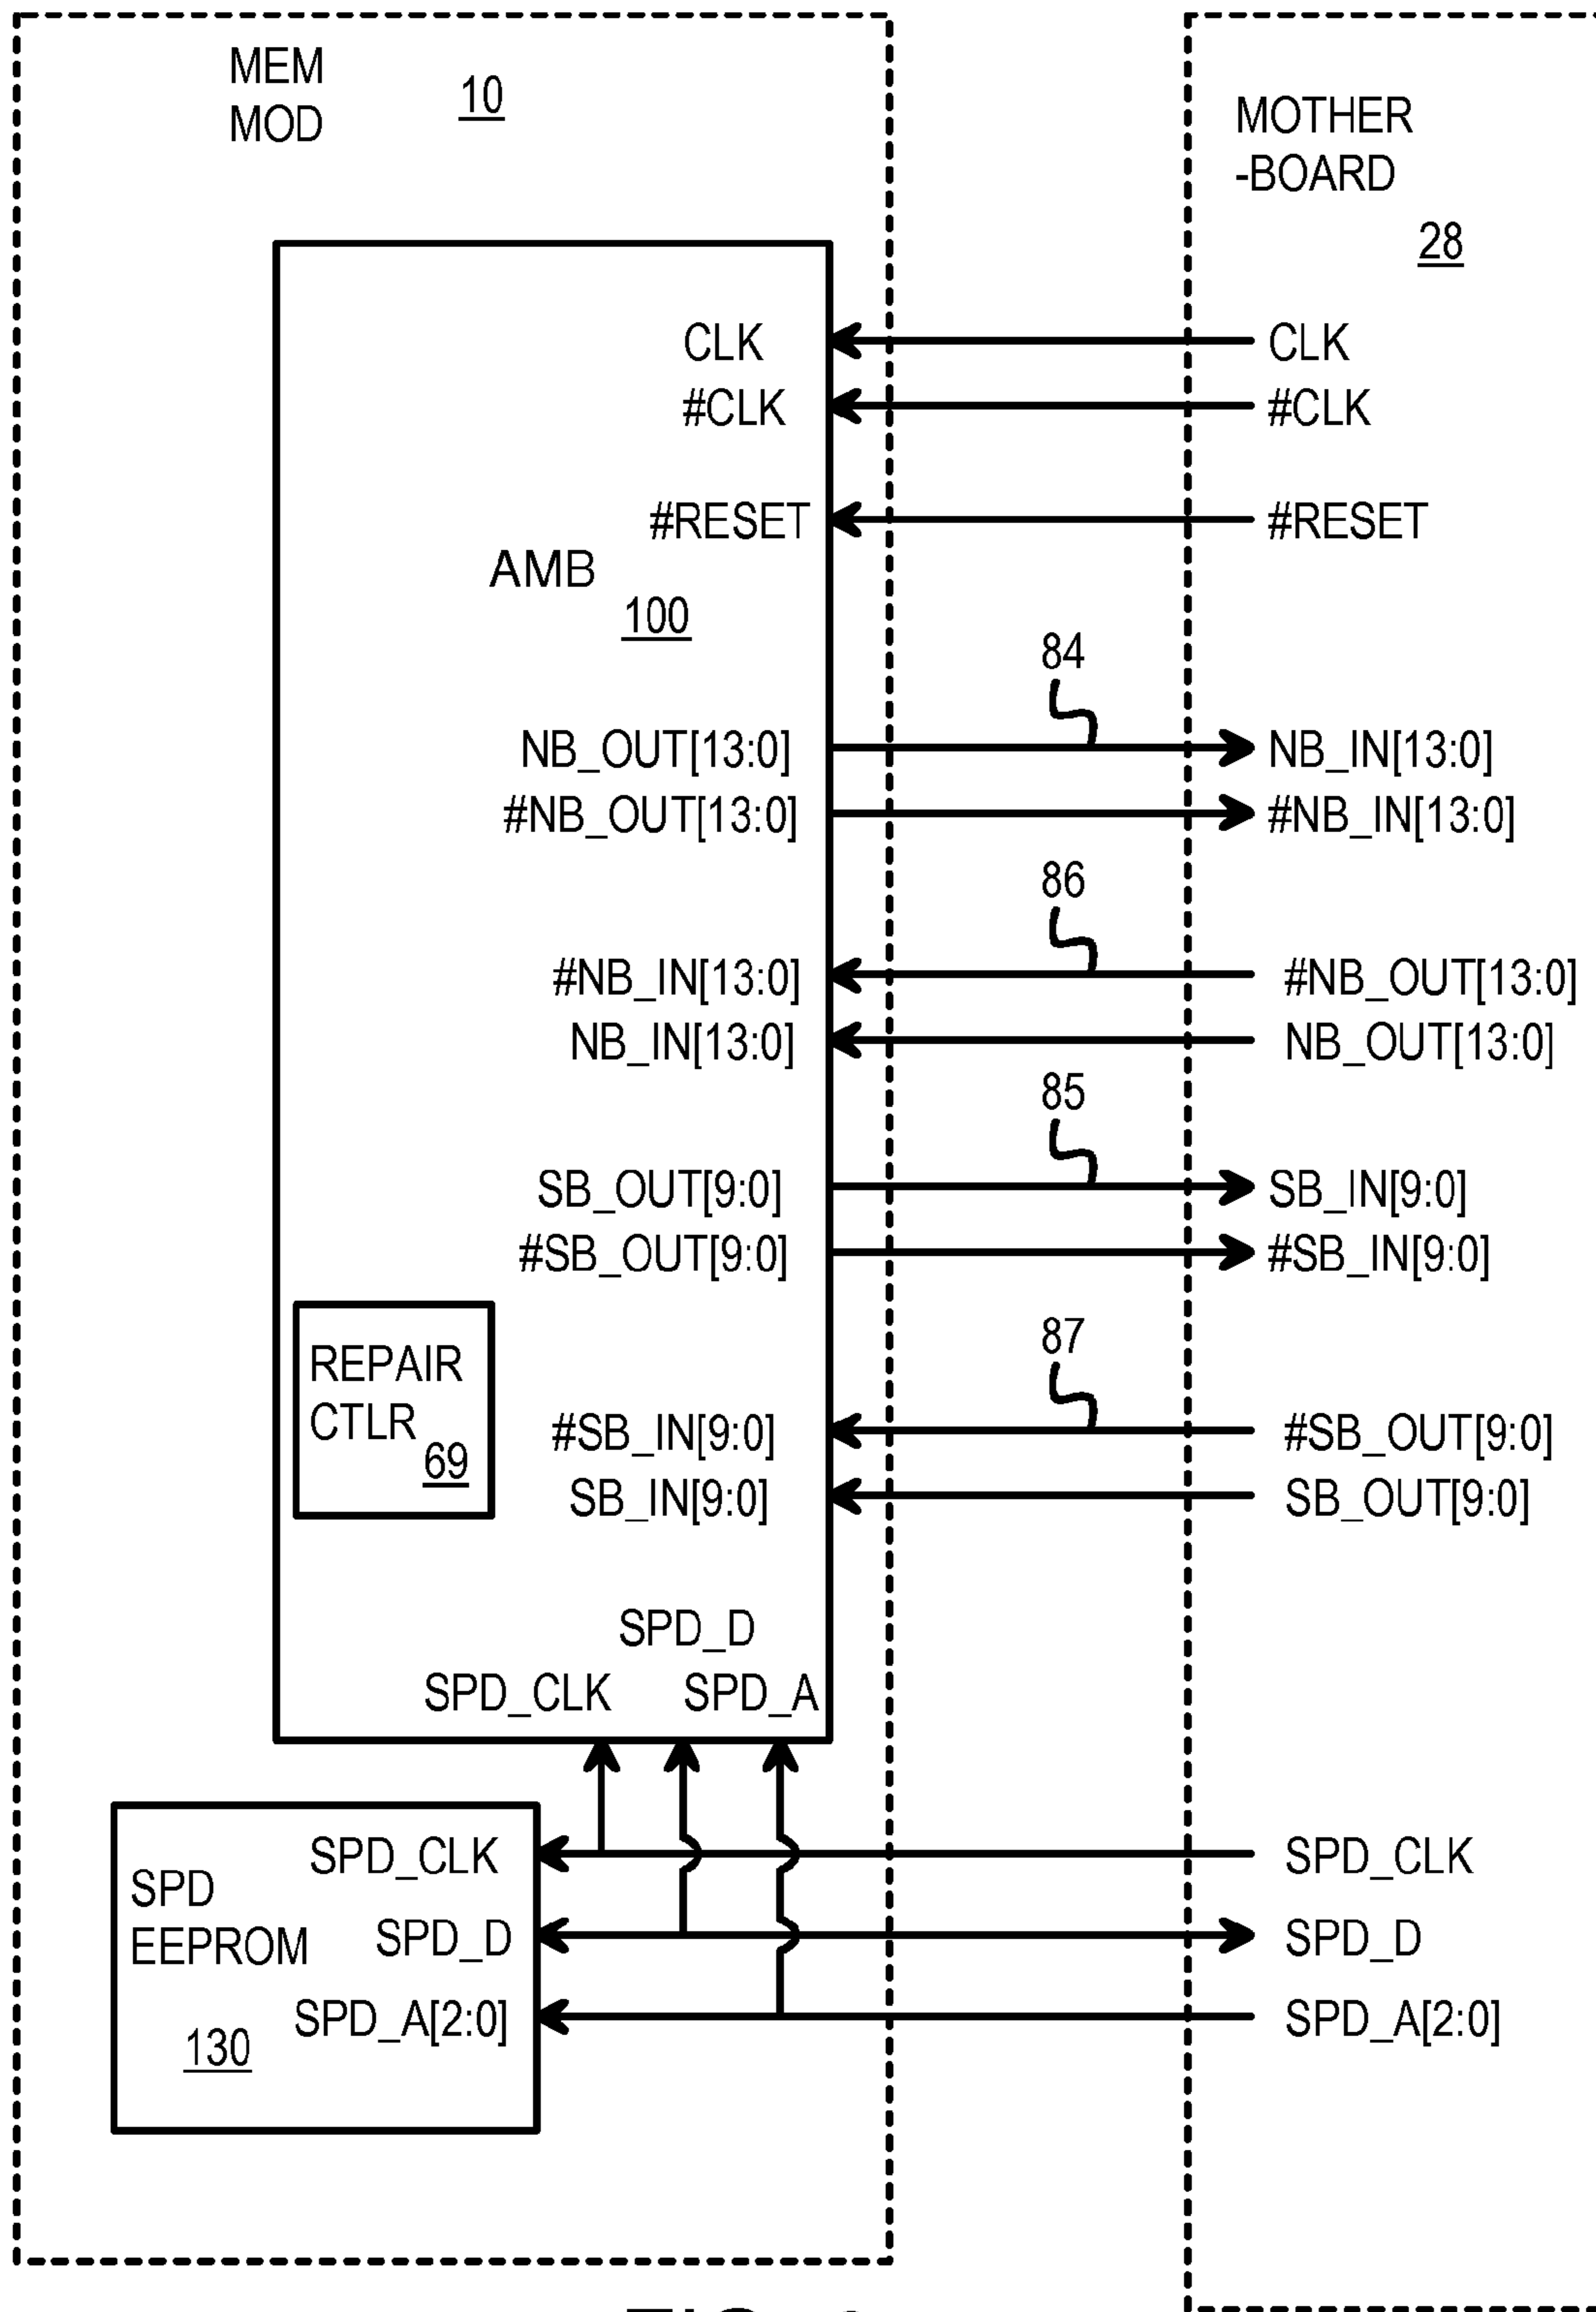 MEM
MOD
10
MOTHER
-BOARD
28
CLK
CLK
#CLK
#CLK
#RESET
#RESET
AMB
100
84
NB_OUT[13:0]
NB_IN[13:0]
#NB_OUT[13:0]
#NB_IN[13:0]
86
#NB_IN[13:0]
#NB_OUT[13:0]
NB_IN[13:0]
NB_OUT[13:0]
85
SB_OUT[9:0]
SB_IN[9:0]
#SB_OUT[9:0]
#SB_IN[9:0]
REPAIR
CTLR
69
87
#SB_IN[9:0]
#SB_OUT[9:0]
SB_IN[9:0]
SB_OUT[9:0]
SPD_D
SPD_CLK
SPD_A
SPD
EEPROM
130
SPD_CLK
SPD_CLK
SPD_D
SPD_D
SPD_A[2:0]
SPD_A[2:0]